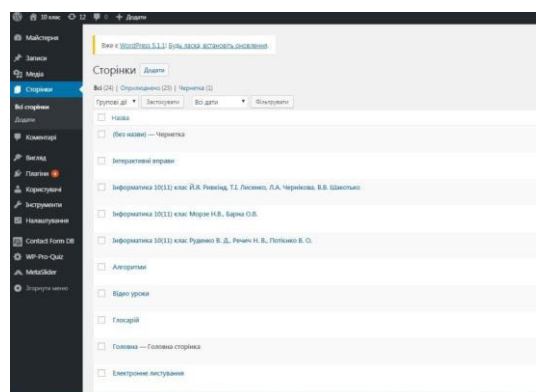 10 клас 12 0 + Додати
Майстерня
Записи
Медіа
Сторінки
Всі сторінки
Додати
Коментарі
Вигляд
Плагіни
Користувачі
Інструменти
Налаштування
Contact Form DB
WP-Pro-Quiz
MetaSlider
Згорнути меню
Вже є WordPress 5.1.1! Будь ласка, встановіть оновлення.
Сторінки Додати
Всі (24) | Оприлюднено (23) | Чернетка (1)
Групові дії Застосувати Всі дати Фільтрувати
Назва
(без назви) — Чернетка
Інтерактивні вправи
Інформатика 10(11) клас Й.Я. Ривкінд, Т.І. Лисенко, Л.А. Чернікова, В.В. Шакотько
Інформатика 10(11) клас Морзе Н.В., Барна О.В.
Інформатика 10(11) клас Руденко В. Д., Речич Н. В., Потієнко В. О.
Алгоритми
Відео уроки
Глосарій
Головна — Головна сторінка
Електронне листування